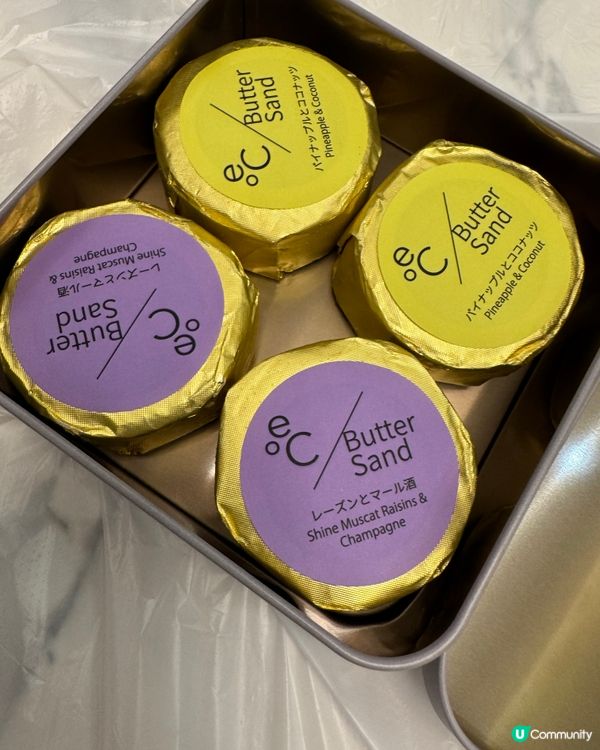 e°C
Butter
Sand
パイナップルとココナッツ
Pineapple & Coconut
e°C
Butter
Sand
パイナップルとココナッツ
Pineapple & Coconut
e°C
Butter
Sand
レーズンとマール酒
Shine Muscat Raisins &
Champagne
e°C
Butter
Sand
レーズンとマール酒
Shine Muscat Raisins &
Champagne
U Community